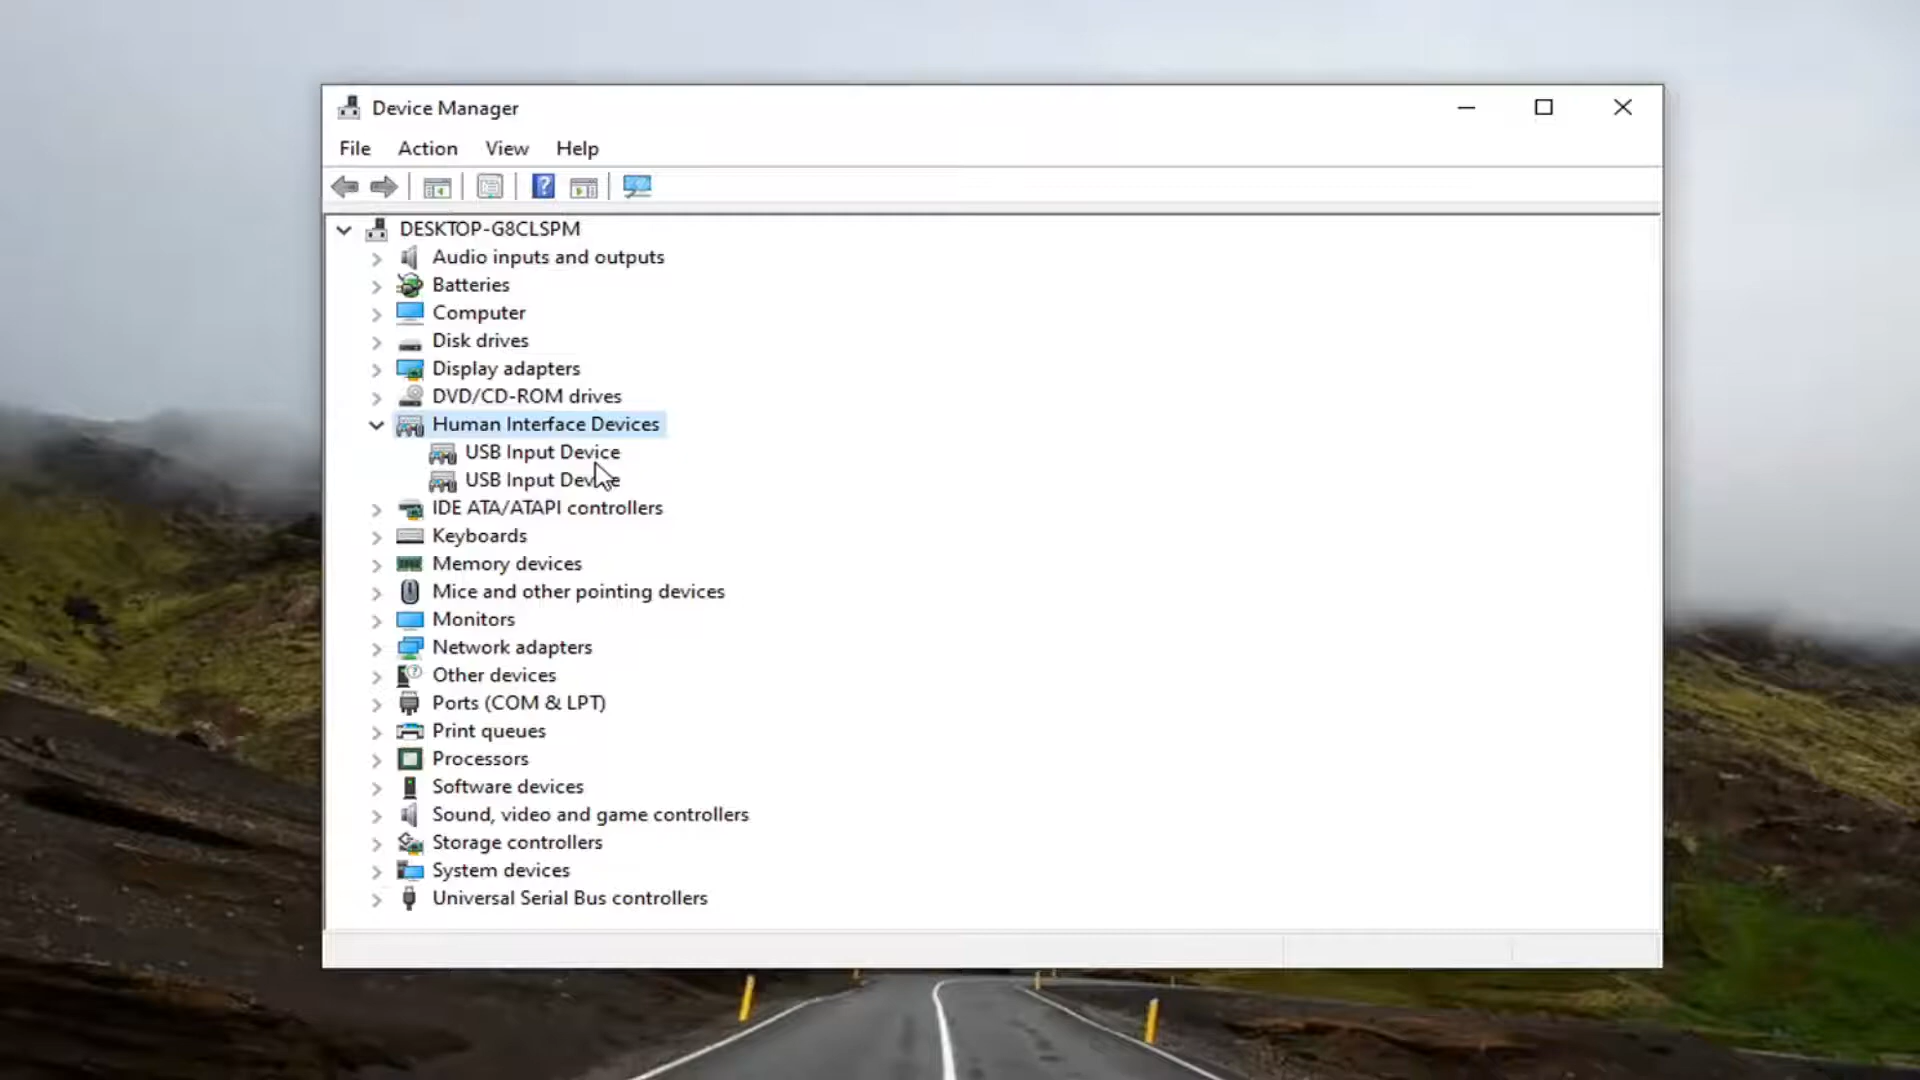 Device Manager
File Action View Help
DESKTOP-G8CLSPM
Audio inputs and outputs
Batteries
Computer
Disk drives
Display adapters
DVD/CD-ROM drives
Human Interface Devices
USB Input Device
USB Input Device
IDE ATA/ATAPI controllers
Keyboards
Memory devices
Mice and other pointing devices
Monitors
Network adapters
Other devices
Ports (COM & LPT)
Print queues
Processors
Software devices
Sound, video and game controllers
Storage controllers
System devices
Universal Serial Bus controllers